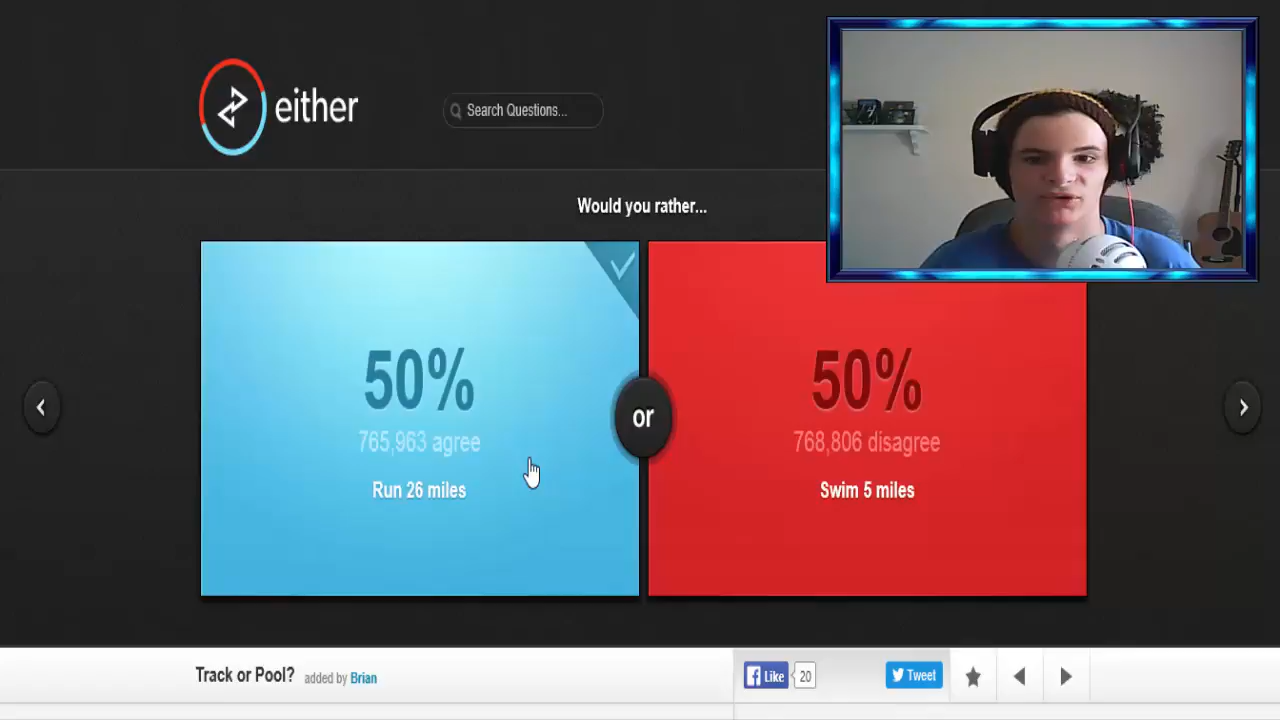 either
Search Questions...
Would you rather...
50%
765,963 agree
Run 26 miles
or
50%
768,806 disagree
Swim 5 miles
Track or Pool? added by Brian
Like 20
Tweet